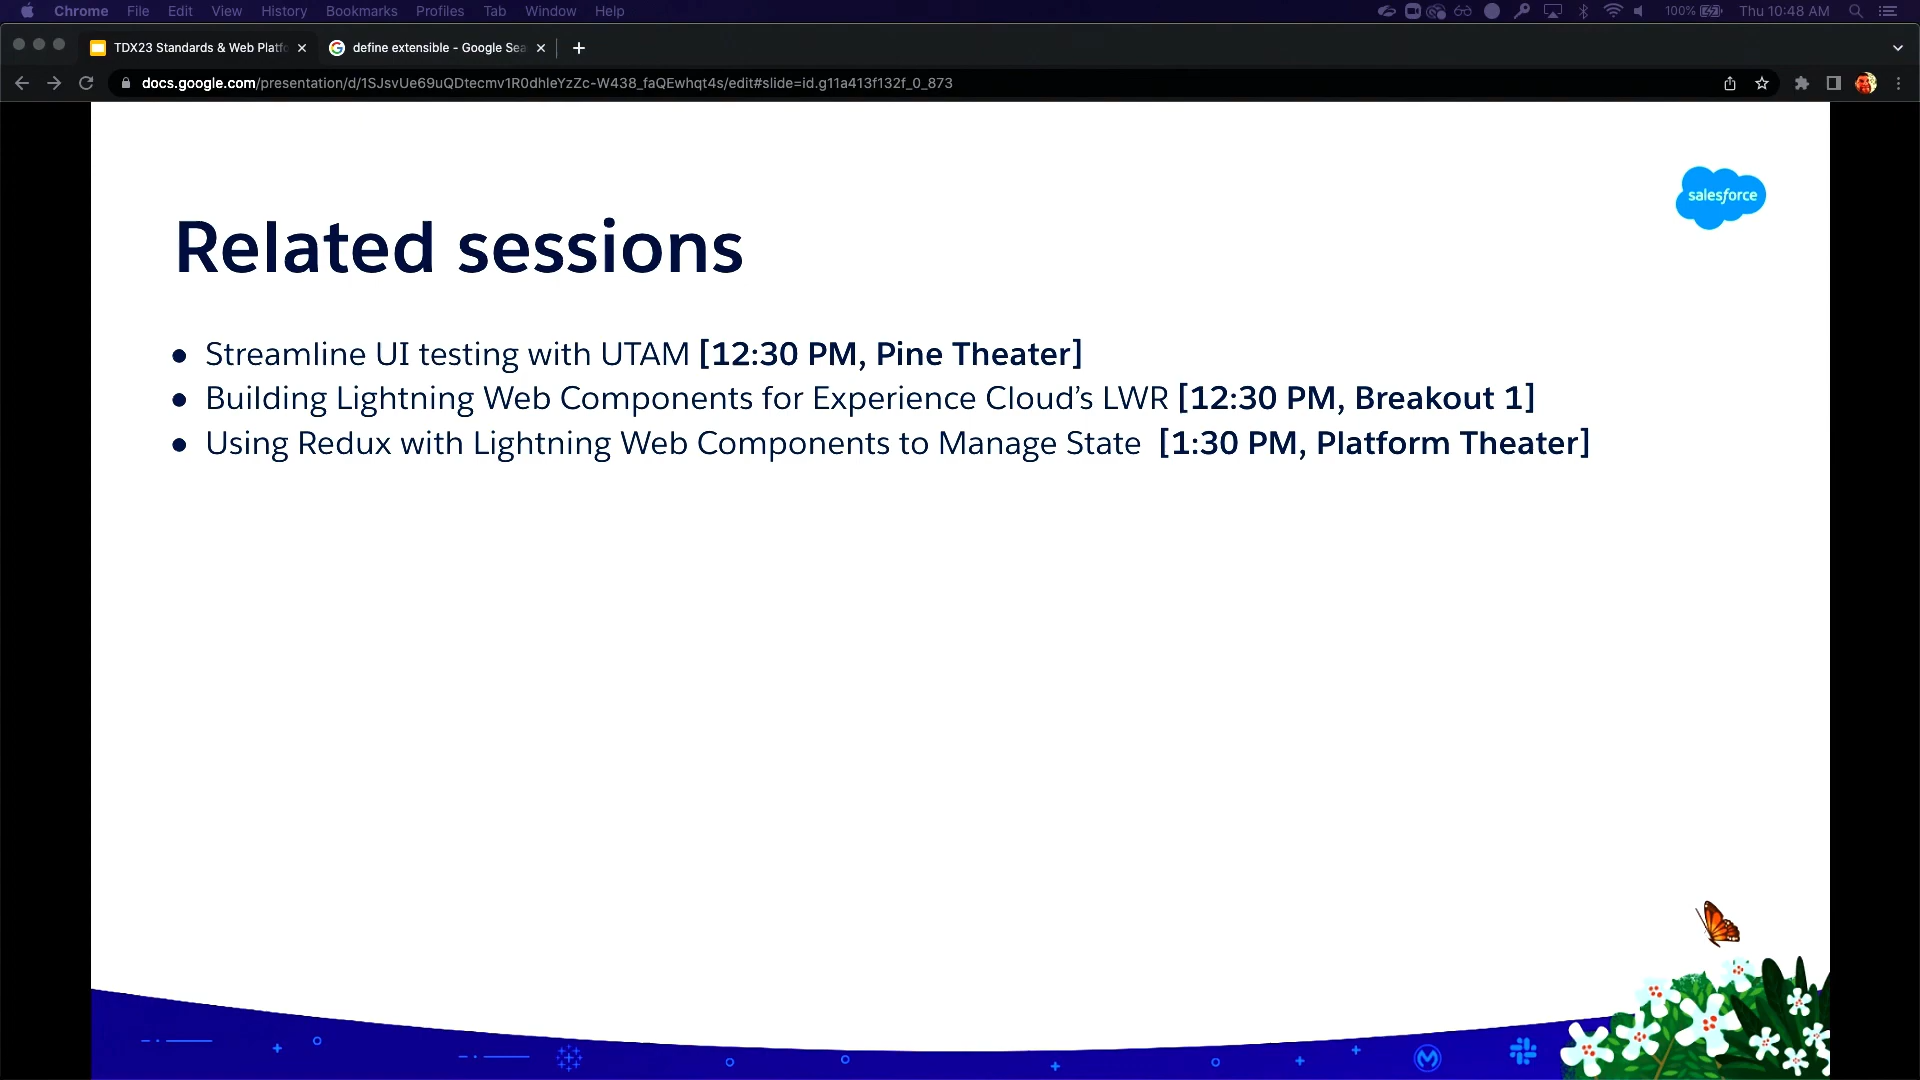 Chrome File Edit View History Bookmarks Profiles Tab Window Help 100% Thu 10:48 AM
TDX23 Standards & Web Platfo define extensible - Google Sea
docs.google.com/presentation/d/1SJsvUe69uQDtecmv1R0dhleYzZc-W438_faQEwhqt4s/edit#slide=id.g11a413f132f_0_873
salesforce
Related sessions
● Streamline UI testing with UTAM [12:30 PM, Pine Theater]
● Building Lightning Web Components for Experience Cloud’s LWR [12:30 PM, Breakout 1]
● Using Redux with Lightning Web Components to Manage State [1:30 PM, Platform Theater]